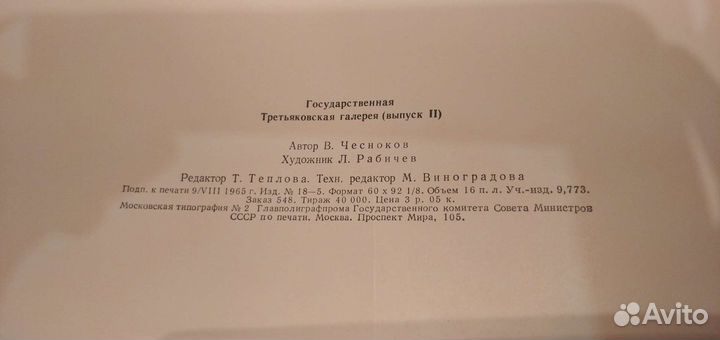 Государственная
Третьяковская галерея (выпуск II)
Автор В. Чесноков
Художник Л. Рабичев
Редактор Т. Теплова. Техн. редактор М. Виноградова
Подп. к печати 9/VIII 1965 г. Изд. № 18—5. Формат 60 х 92 1/8. Объем 16 п. л. Уч.-изд. 9,773.
Заказ 548. Тираж 40 000. Цена 3 р. 05 к.
Московская типография № 2 Главполиграфпрома Государственного комитета Совета Министров
СССР по печати. Москва. Проспект Мира, 105.
Avito